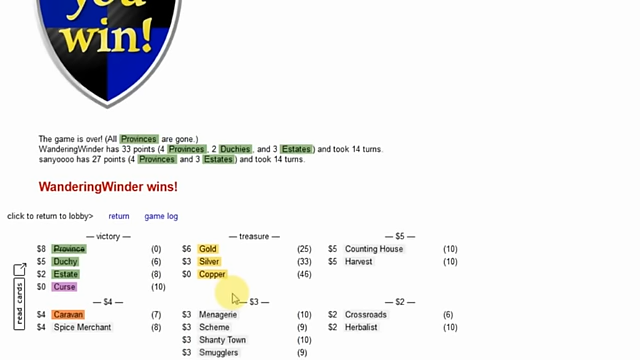 you
win!
The game is over! (All Provinces are gone.)
WanderingWinder has 33 points (4 Provinces, 2 Duchies, and 3 Estates) and took 14 turns.
sanyoooo has 27 points (4 Provinces and 3 Estates) and took 14 turns.
WanderingWinder wins!
click to return to lobby> return game log
— victory — — treasure — — $5 —
$8 Province (0) $6 Gold (25) $5 Counting House (10)
$5 Duchy (6) $3 Silver (33) $5 Harvest (10)
$2 Estate (8) $0 Copper (46)
$0 Curse (10)
— $4 — — $3 — — $2 —
$4 Caravan (7) $3 Menagerie (10) $2 Crossroads (6)
$4 Spice Merchant (8) $3 Scheme (9) $2 Herbalist (10)
$3 Shanty Town (10)
$3 Smugglers (9)
read cards